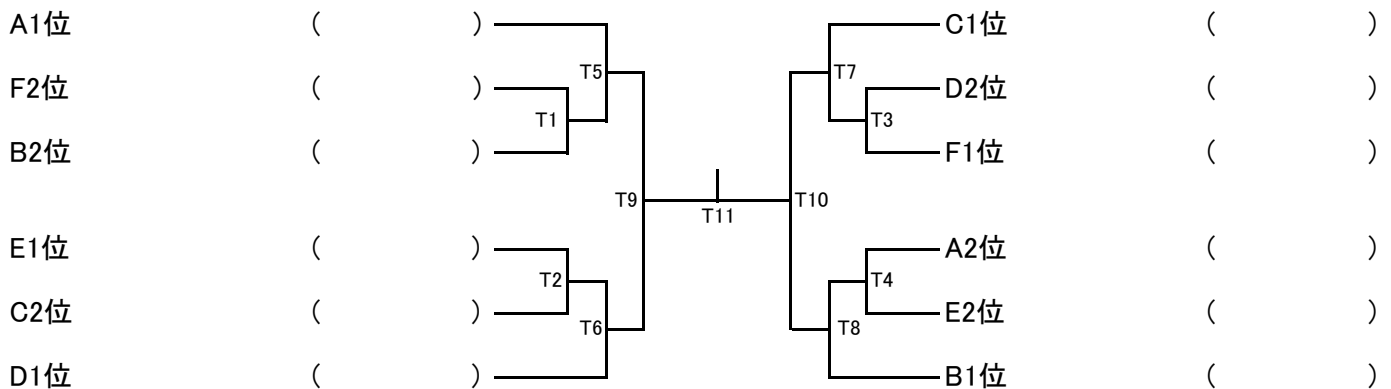 A1位 ( ) C1位 ( )
T5 T7
F2位 ( ) D2位 ( )
T1 T3
B2位 ( ) F1位 ( )
T9 T10
T11
E1位 ( ) A2位 ( )
T2 T4
C2位 ( ) E2位 ( )
T6 T8
D1位 ( ) B1位 ( )